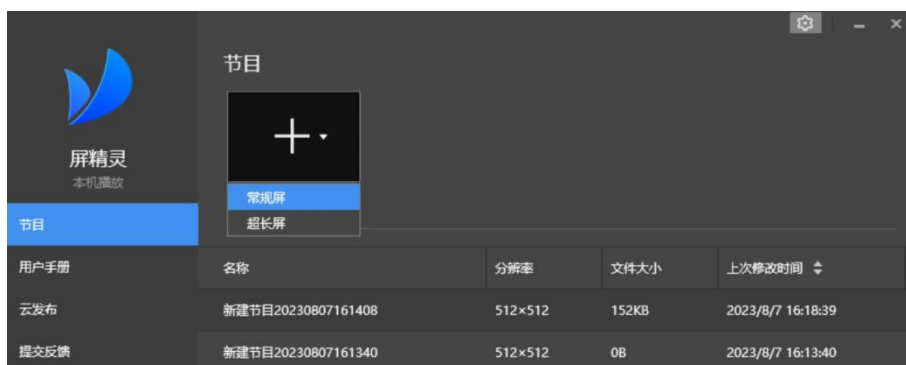 屏精灵
本机播放
节目
用户手册
云发布
提交反馈
节目
常规屏
超长屏
名称 分辨率 文件大小 上次修改时间
新建节目20230807161408 512×512 152KB 2023/8/7 16:18:39
新建节目20230807161340 512×512 0B 2023/8/7 16:13:40